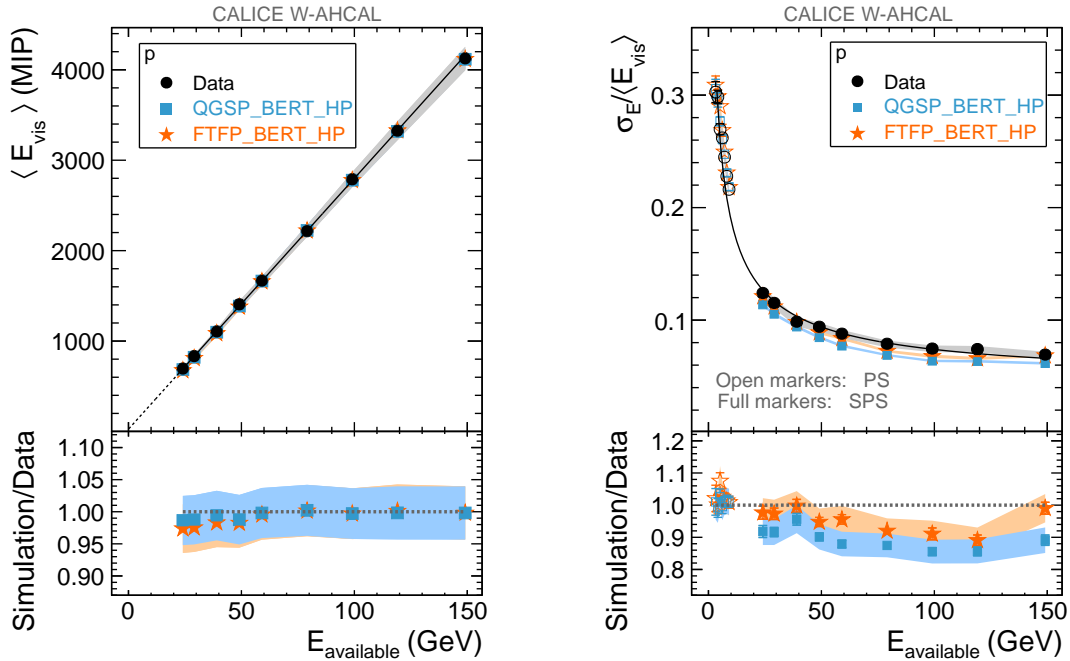 CALICE W-AHCAL
⟨ E_vis ⟩ (MIP)
4000
3000
2000
1000
p
Data
QGSP_BERT_HP
FTFP_BERT_HP
Simulation/Data
1.10
1.05
1.00
0.95
0.90
0 50 100 150
E_available (GeV)
CALICE W-AHCAL
σ_E/⟨E_vis⟩
0.3
0.2
0.1
p
Data
QGSP_BERT_HP
FTFP_BERT_HP
Open markers: PS
Full markers: SPS
Simulation/Data
1.2
1.1
1.0
0.9
0.8
0 50 100 150
E_available (GeV)